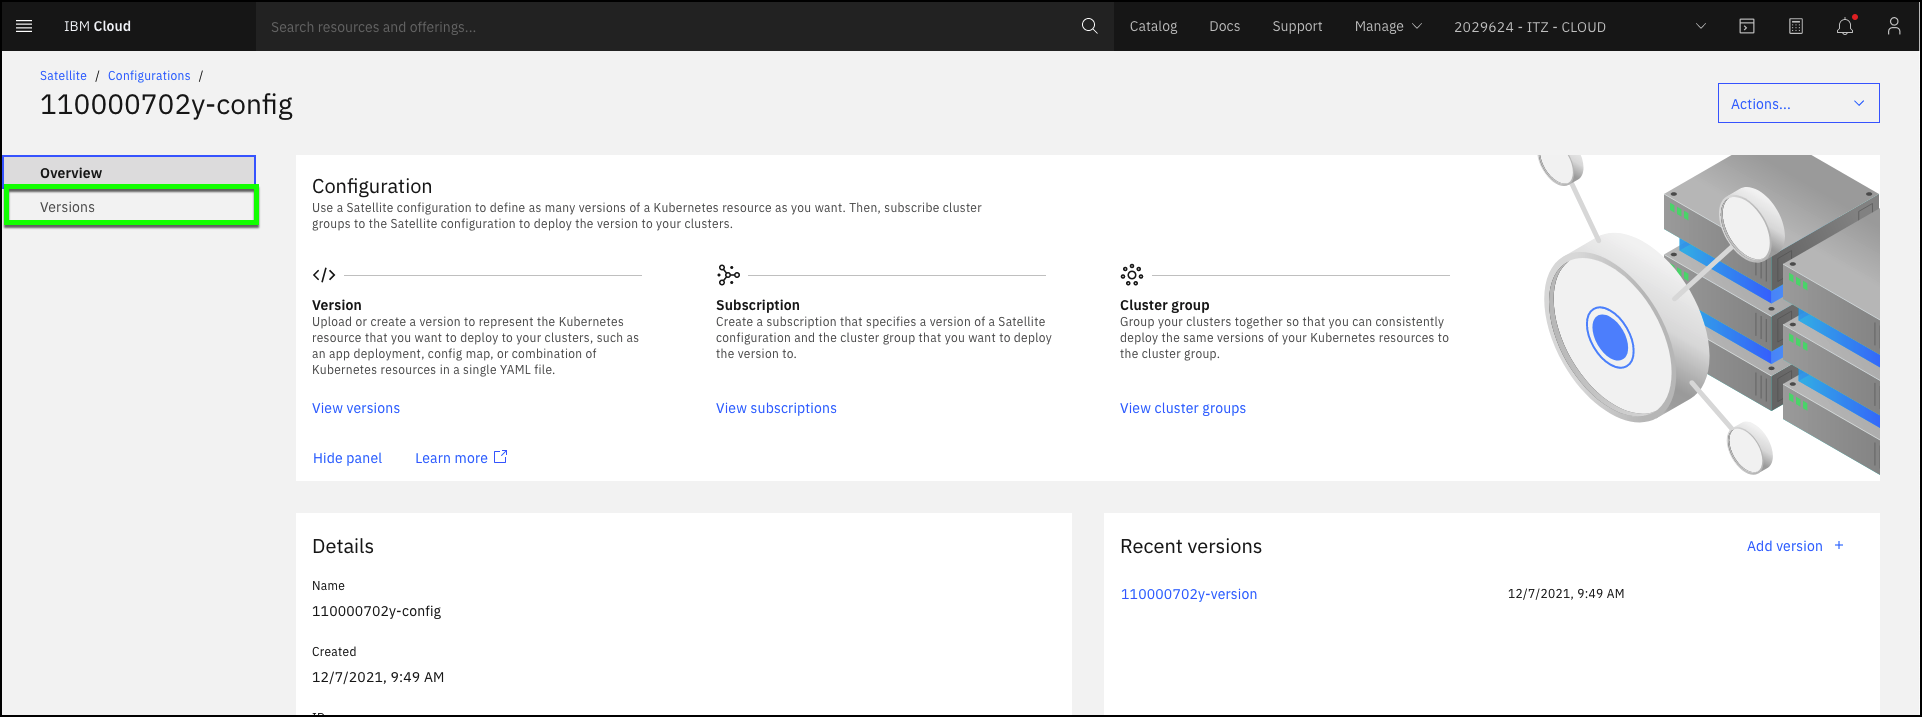 IBM Cloud
Search resources and offerings...
Catalog
Docs
Support
Manage
2029624 - ITZ - CLOUD
Satellite / Configurations /
110000702y-config
Actions...
Overview
Versions
Configuration
Use a Satellite configuration to define as many versions of a Kubernetes resource as you want. Then, subscribe cluster
groups to the Satellite configuration to deploy the version to your clusters.
Version
Upload or create a version to represent the Kubernetes
resource that you want to deploy to your clusters, such as
an app deployment, config map, or combination of
Kubernetes resources in a single YAML file.
View versions
Subscription
Create a subscription that specifies a version of a Satellite
configuration and the cluster group that you want to deploy
the version to.
View subscriptions
Cluster group
Group your clusters together so that you can consistently
deploy the same versions of your Kubernetes resources to
the cluster group.
View cluster groups
Hide panel
Learn more
Details
Name
110000702y-config
Created
12/7/2021, 9:49 AM
Recent versions
Add version +
110000702y-version
12/7/2021, 9:49 AM